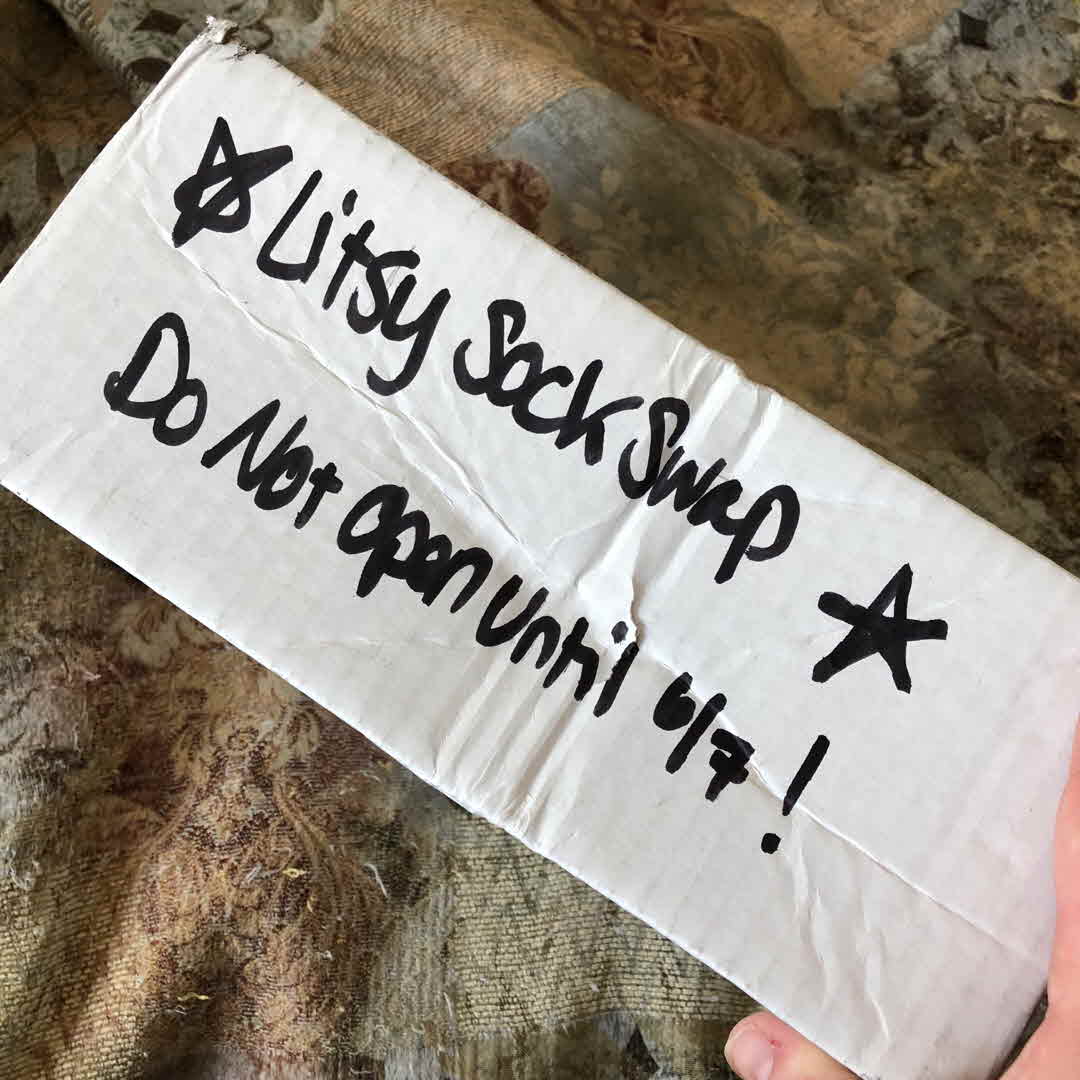 ☆ Litsy Sock Swap ☆
Do Not open until 6/7!